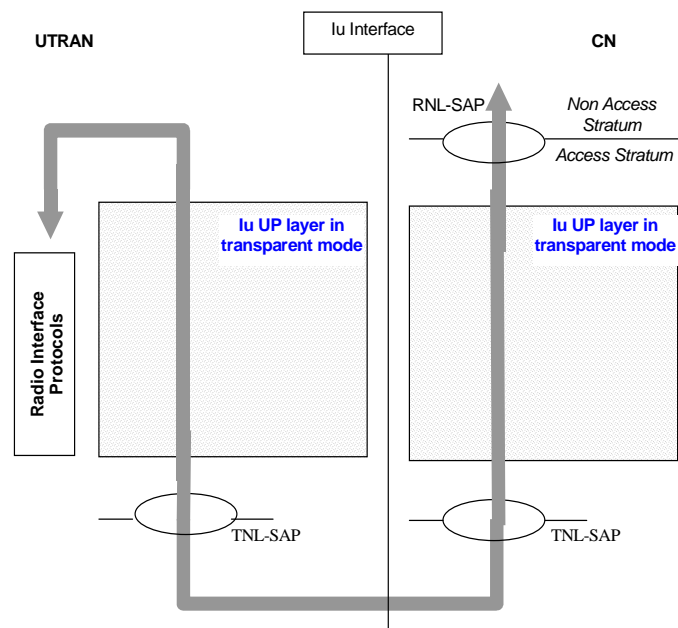 Iu Interface
UTRAN
CN
RNL-SAP
Non Access
Stratum
Access Stratum
Iu UP layer in
transparent mode
Iu UP layer in
transparent mode
Radio Interface
Protocols
TNL-SAP
TNL-SAP